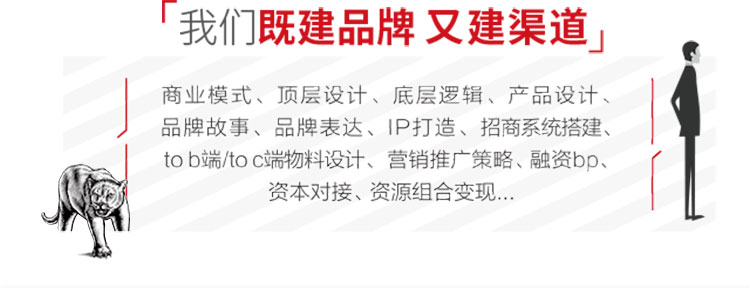 「我们既建品牌 又建渠道」
商业模式、顶层设计、底层逻辑、产品设计、
品牌故事、品牌表达、IP打造、招商系统搭建、
to b端/to c端物料设计、营销推广策略、融资bp、
资本对接、资源组合变现...